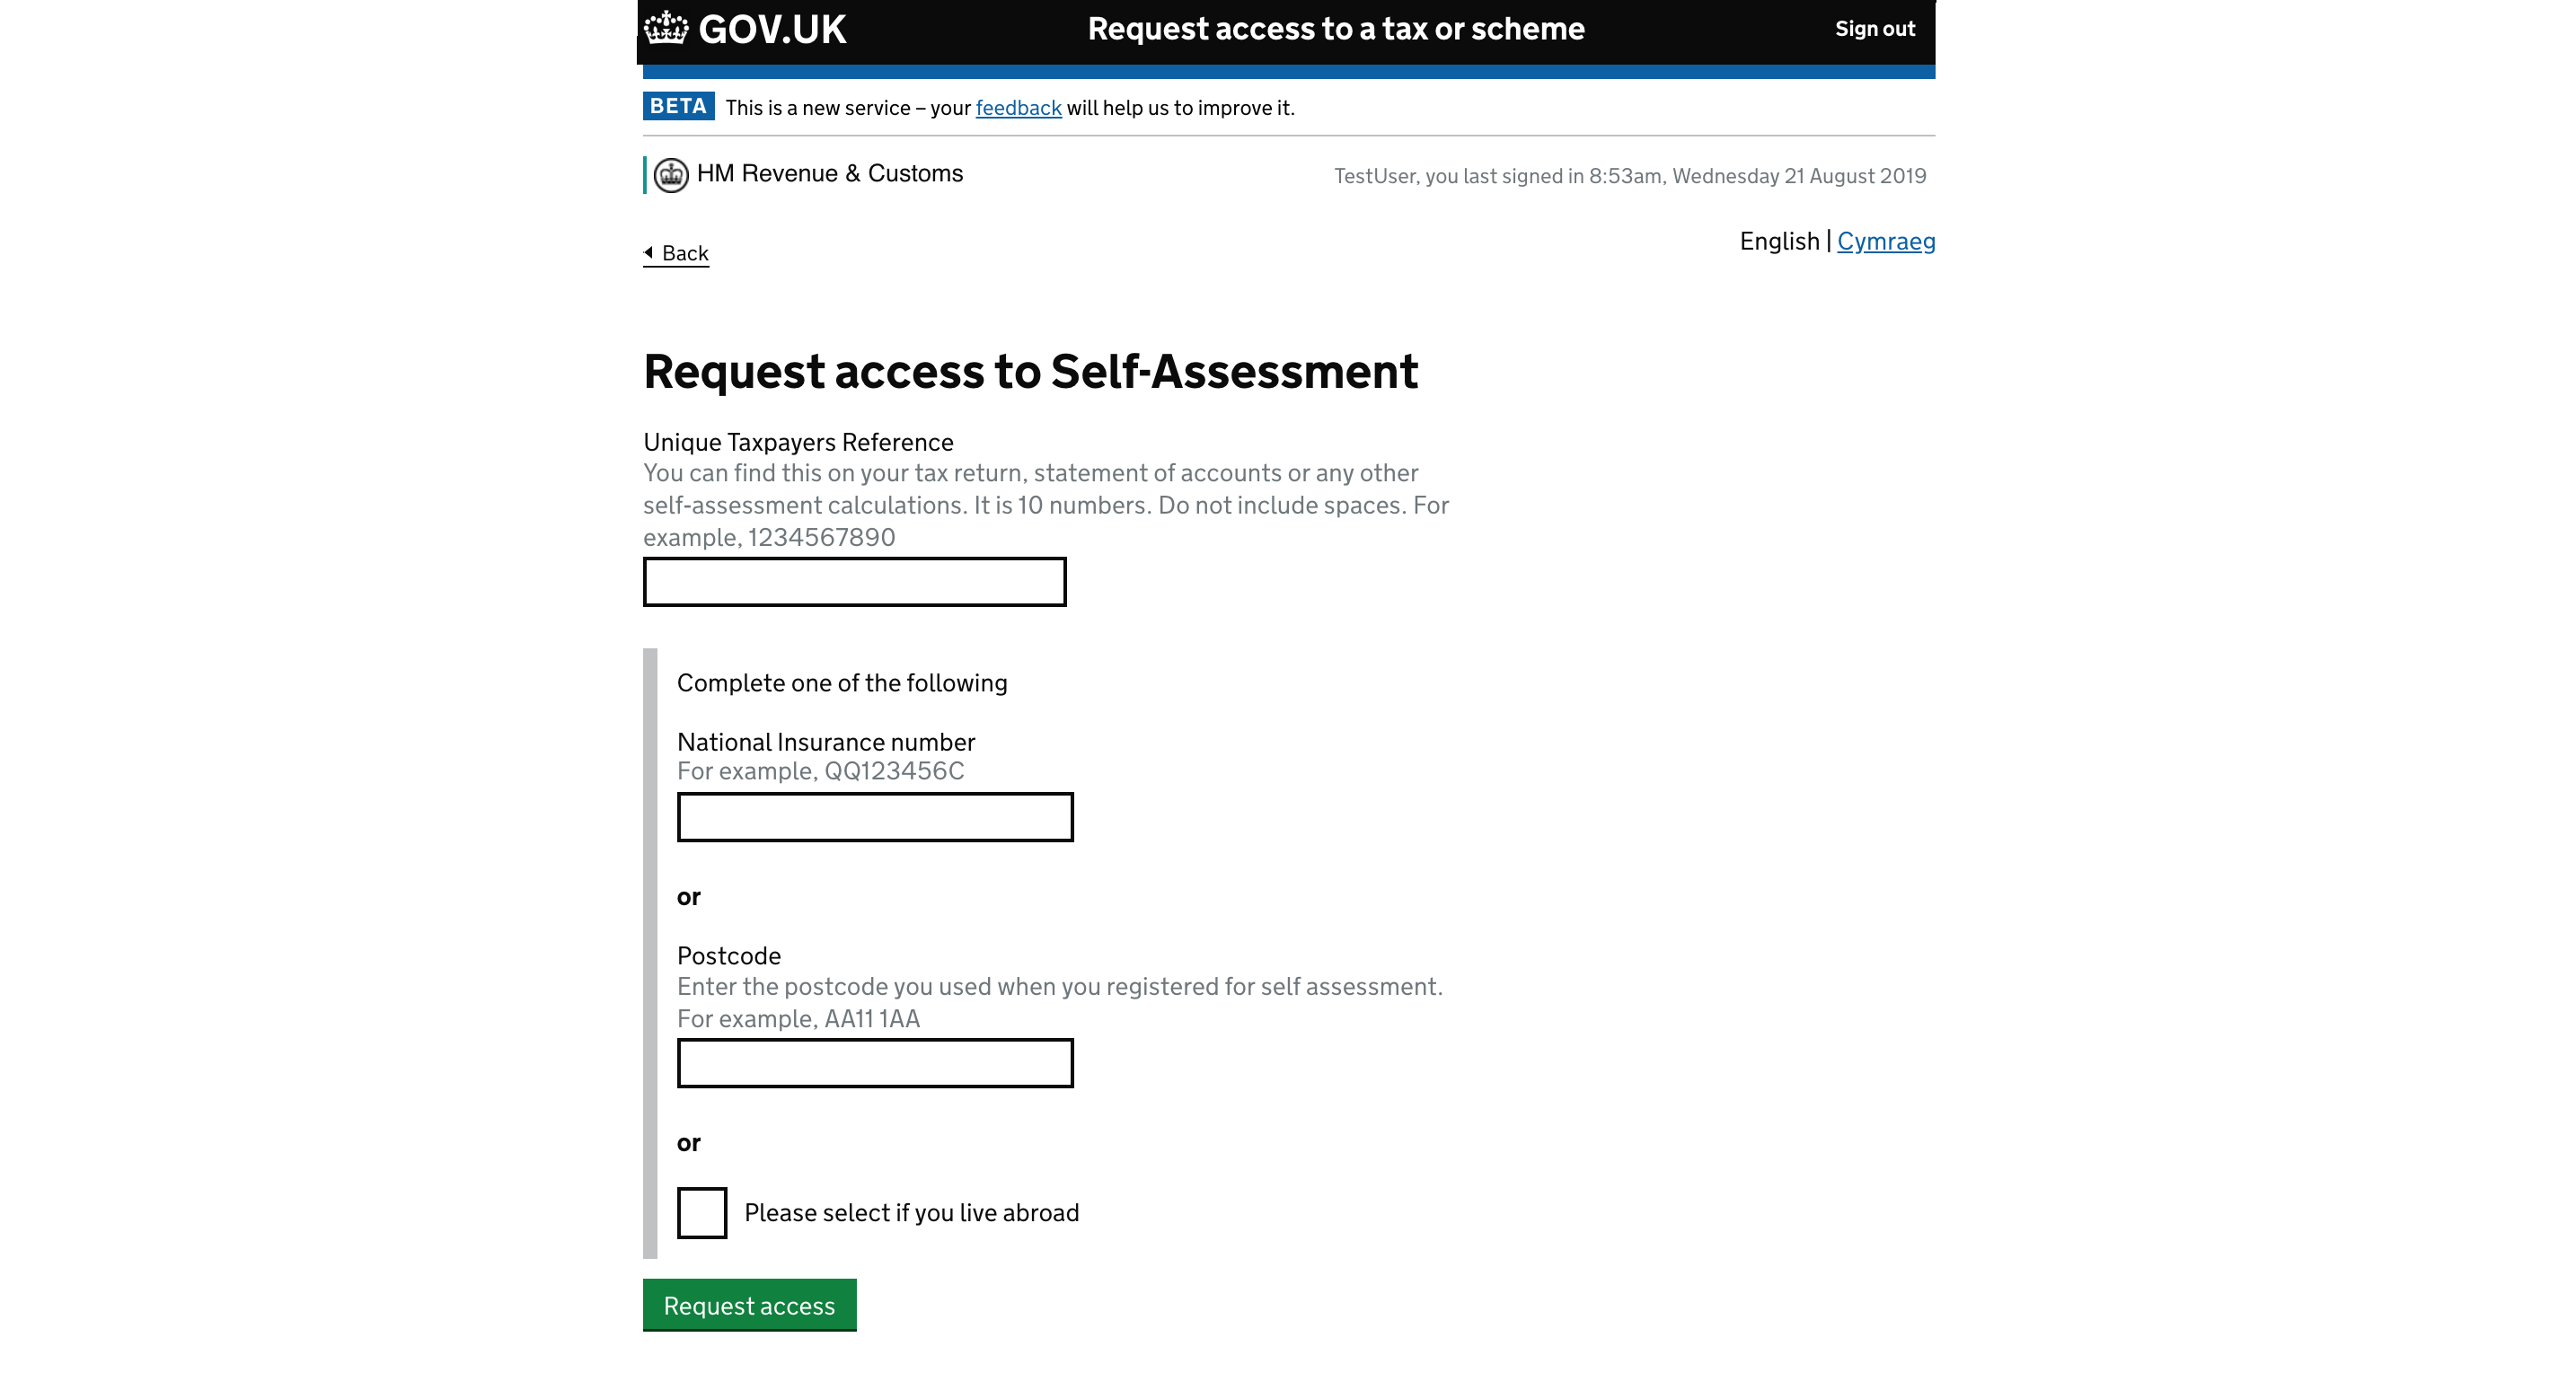 GOV.UK
Request access to a tax or scheme
Sign out
BETA
This is a new service – your feedback will help us to improve it.
HM Revenue & Customs
TestUser, you last signed in 8:53am, Wednesday 21 August 2019
English | Cymraeg
Back
Request access to Self-Assessment
Unique Taxpayers Reference
You can find this on your tax return, statement of accounts or any other
self-assessment calculations. It is 10 numbers. Do not include spaces. For
example, 1234567890
Complete one of the following
National Insurance number
For example, QQ123456C
or
Postcode
Enter the postcode you used when you registered for self assessment.
For example, AA11 1AA
or
Please select if you live abroad
Request access